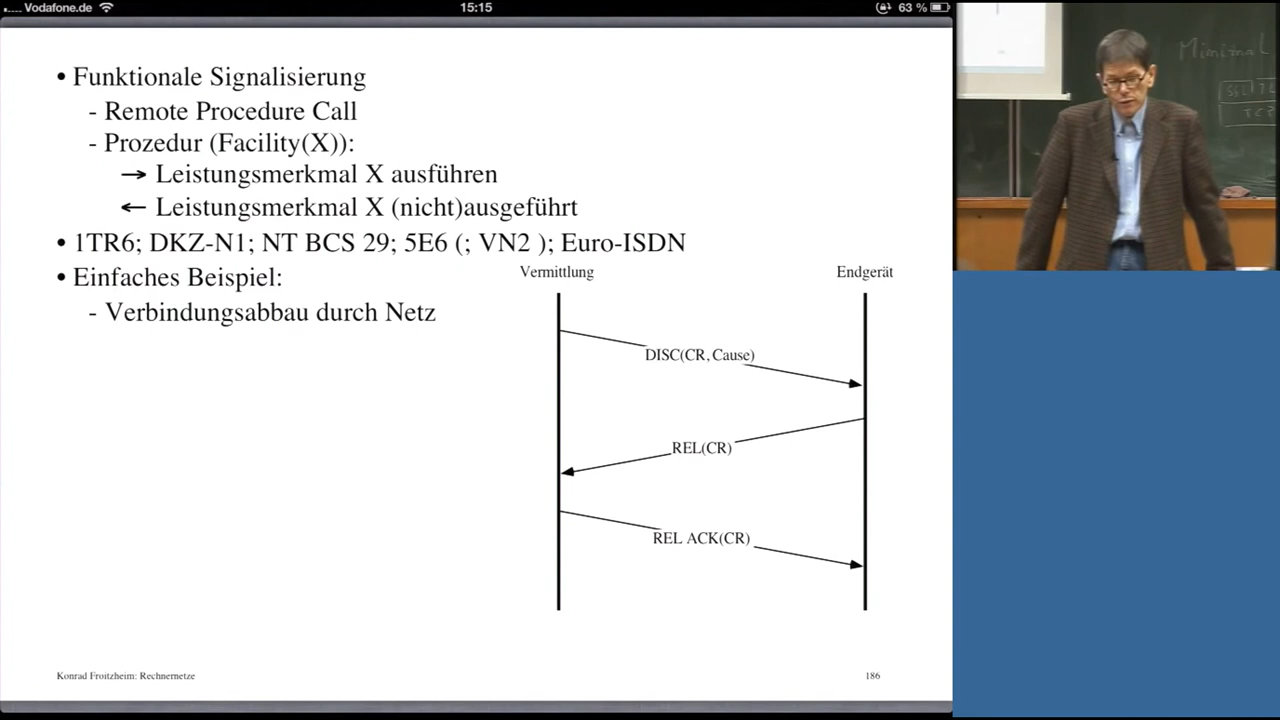 Vodafone.de
15:15
63 %
• Funktionale Signalisierung
- Remote Procedure Call
- Prozedur (Facility(X)):
→ Leistungsmerkmal X ausführen
← Leistungsmerkmal X (nicht)ausgeführt
• 1TR6; DKZ-N1; NT BCS 29; 5E6 (; VN2 ); Euro-ISDN
• Einfaches Beispiel:
- Verbindungsabbau durch Netz
Vermittlung
Endgerät
DISC(CR, Cause)
REL(CR)
REL ACK(CR)
Konrad Froitzheim: Rechnernetze
186
Minimal
SSL